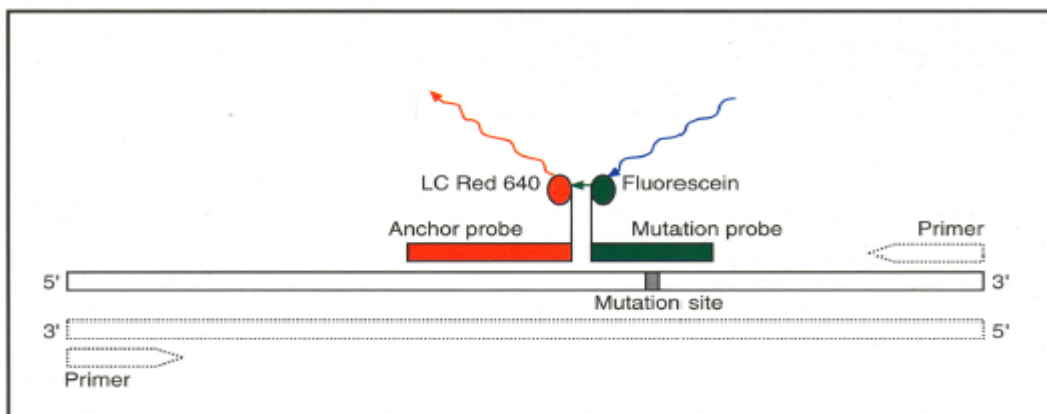 LC Red 640 Fluorescein
Anchor probe Mutation probe Primer
5' 3'
Mutation site
3' 5'
Primer